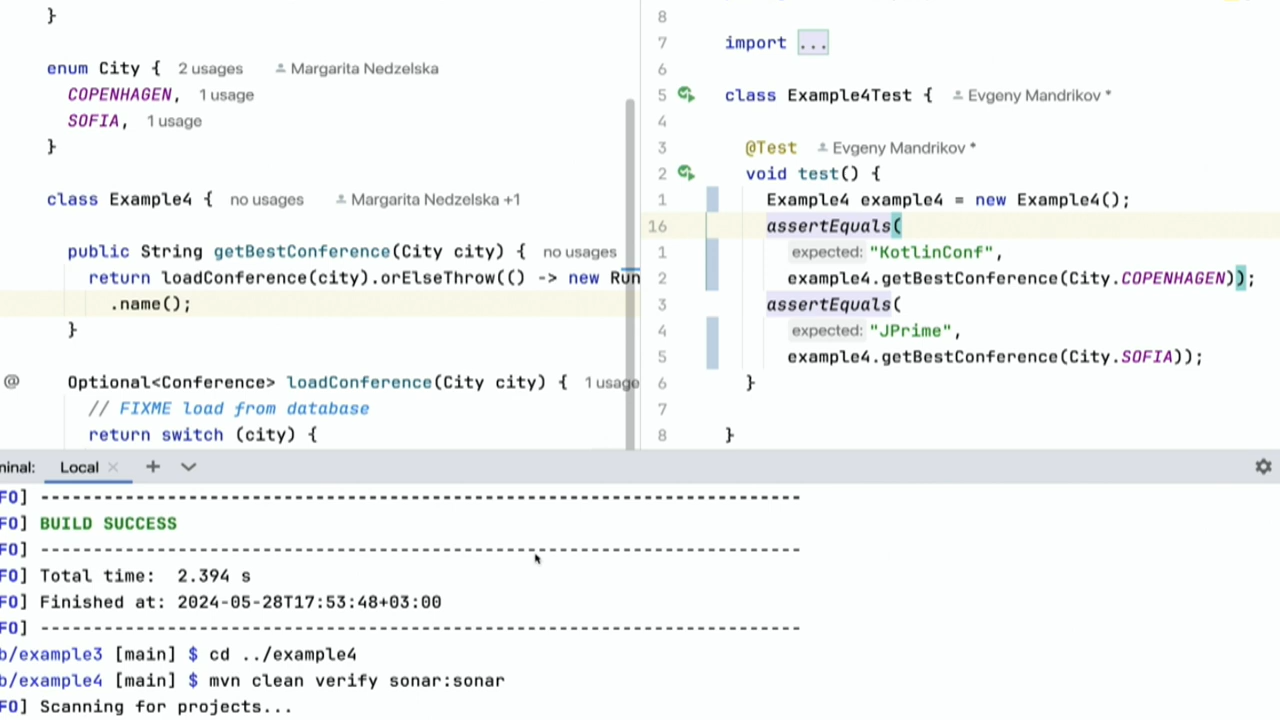 }
enum City { 2 usages Margarita Nedzelska
COPENHAGEN, 1 usage
SOFIA, 1 usage
}
class Example4 { no usages Margarita Nedzelska +1
public String getBestConference(City city) { no usages
return loadConference(city).orElseThrow(() -> new Run
.name();
}
@ Optional<Conference> loadConference(City city) { 1 usage
// FIXME load from database
return switch (city) {
8
7 import ...
6
5 class Example4Test { Evgeny Mandrikov *
4
3 @Test Evgeny Mandrikov *
2 void test() {
1 Example4 example4 = new Example4();
16 assertEquals(
1 expected: "KotlinConf",
2 example4.getBestConference(City.COPENHAGEN));
3 assertEquals(
4 expected: "JPrime",
5 example4.getBestConference(City.SOFIA));
6 }
7
8 }
ninal: Local × +
FO] ------------------------------------------------------------------------
FO] BUILD SUCCESS
FO] ------------------------------------------------------------------------
FO] Total time: 2.394 s
FO] Finished at: 2024-05-28T17:53:48+03:00
FO] ------------------------------------------------------------------------
b/example3 [main] $ cd ../example4
b/example4 [main] $ mvn clean verify sonar:sonar
FO] Scanning for projects...